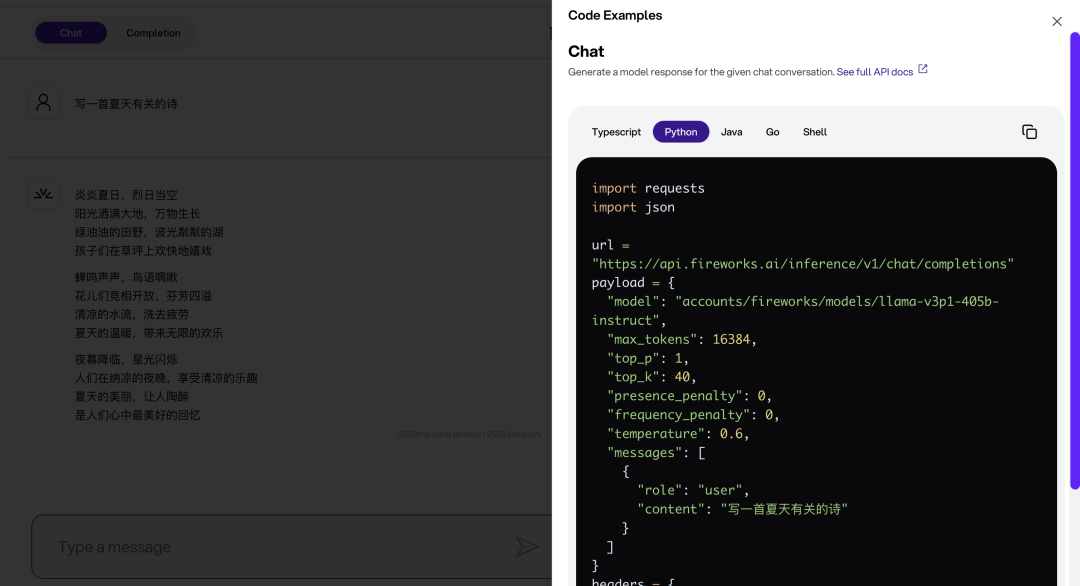 Chat
Completion
写一首夏天有关的诗
炎炎夏日，烈日当空
阳光洒满大地，万物生长
绿油油的田野，波光粼粼的湖
孩子们在草坪上欢快地嬉戏
蝉鸣声声，鸟语啁啾
花儿们竞相开放，芬芳四溢
清凉的水流，洗去疲劳
夏天的温暖，带来无限的欢乐
夜幕降临，星光闪烁
人们在纳凉的夜晚，享受清凉的乐趣
夏天的美丽，让人陶醉
是人们心中最美好的回忆
Type a message
Code Examples
Chat
Generate a model response for the given chat conversation. See full API docs
Typescript
Python
Java
Go
Shell
import requests
import json
url =
"https://api.fireworks.ai/inference/v1/chat/completions"
payload = {
"model": "accounts/fireworks/models/llama-v3p1-405b-
instruct",
"max_tokens": 16384,
"top_p": 1,
"top_k": 40,
"presence_penalty": 0,
"frequency_penalty": 0,
"temperature": 0.6,
"messages": [
{
"role": "user",
"content": "写一首夏天有关的诗"
}
]
}
headers = {